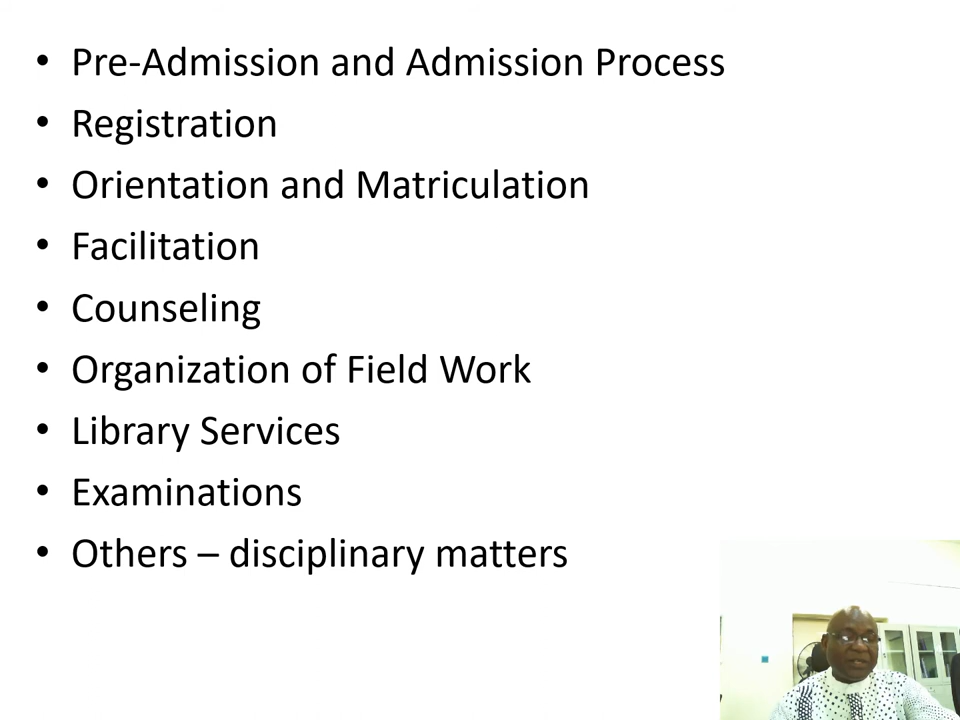 • Pre-Admission and Admission Process
• Registration
• Orientation and Matriculation
• Facilitation
• Counseling
• Organization of Field Work
• Library Services
• Examinations
• Others – disciplinary matters